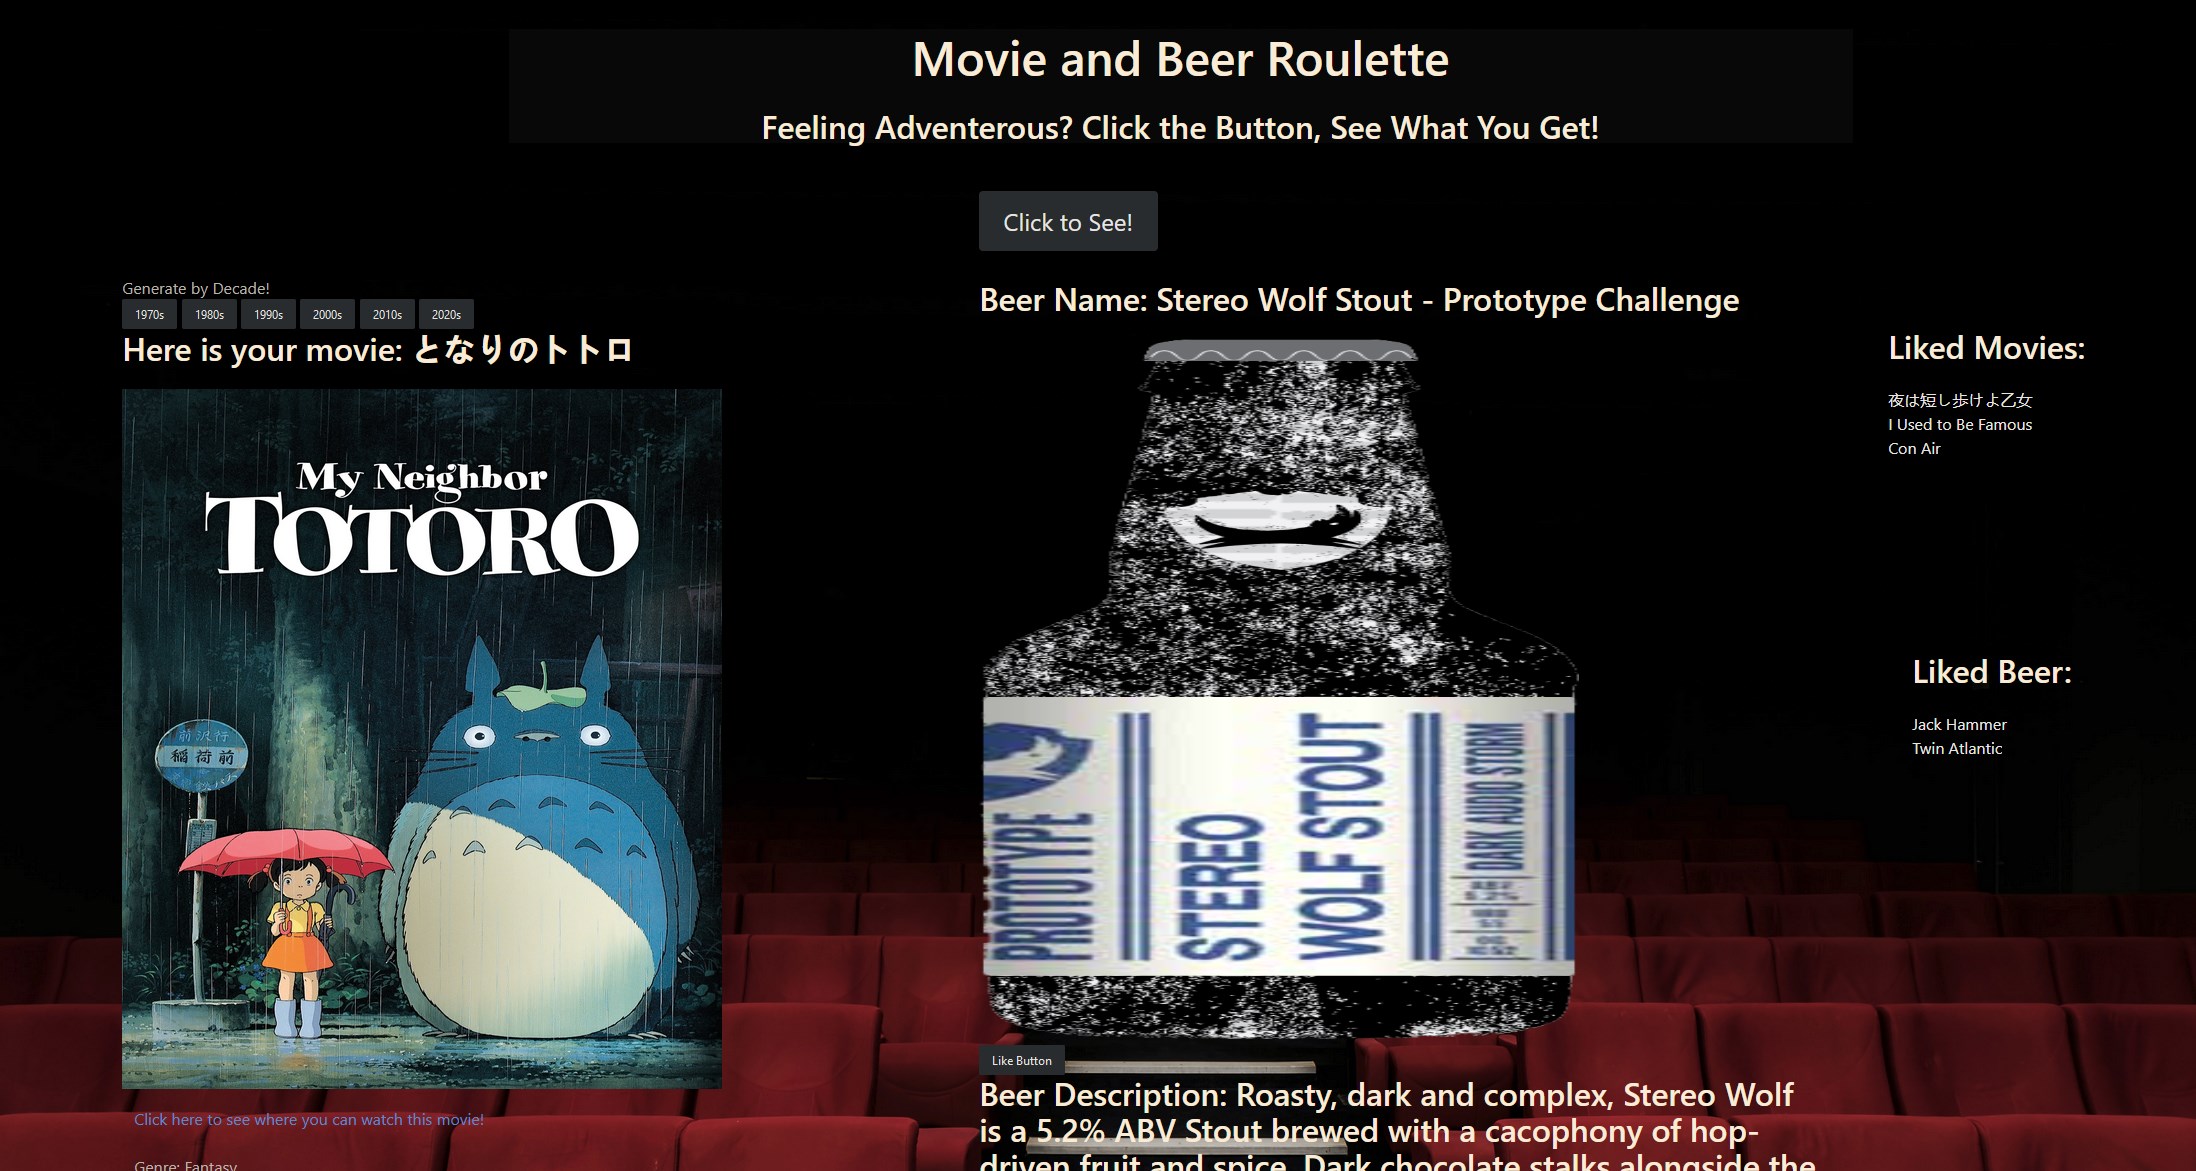 Movie and Beer Roulette
Feeling Adventerous? Click the Button, See What You Get!
Click to See!
Generate by Decade!
1970s 1980s 1990s 2000s 2010s 2020s
Here is your movie: となりのトトロ
My Neighbor
TOTORO
前沢行
稲荷前
Click here to see where you can watch this movie!
Genre: Fantasy
Beer Name: Stereo Wolf Stout - Prototype Challenge
PROTOTYPE
STEREO
WOLF STOUT
DARK AUDIO STORM
Like Button
Beer Description: Roasty, dark and complex, Stereo Wolf
is a 5.2% ABV Stout brewed with a cacophony of hop-
driven fruit and spice. Dark chocolate stalks alongside the
Liked Movies:
夜は短し歩けよ乙女
I Used to Be Famous
Con Air
Liked Beer:
Jack Hammer
Twin Atlantic